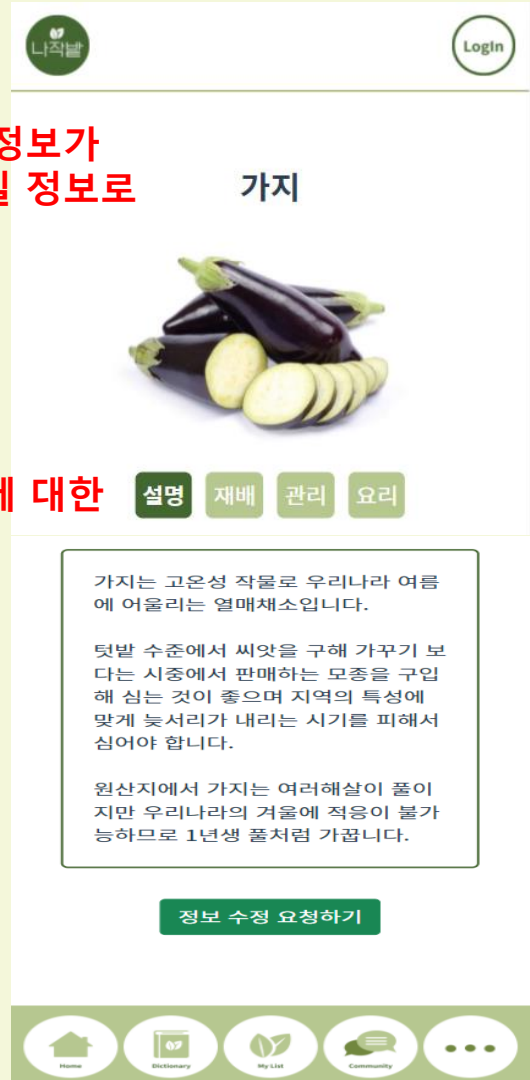 나작밭
LogIn
정보가
정보로
가지
에 대한
설명 재배 관리 요리
가지는 고온성 작물로 우리나라 여름
에 어울리는 열매채소입니다.
텃밭 수준에서 씨앗을 구해 가꾸기 보
다는 시중에서 판매하는 모종을 구입
해 심는 것이 좋으며 지역의 특성에
맞게 늦서리가 내리는 시기를 피해서
심어야 합니다.
원산지에서 가지는 여러해살이 풀이
지만 우리나라의 겨울에 적응이 불가
능하므로 1년생 풀처럼 가꿉니다.
정보 수정 요청하기
Home Dictionary My List Community